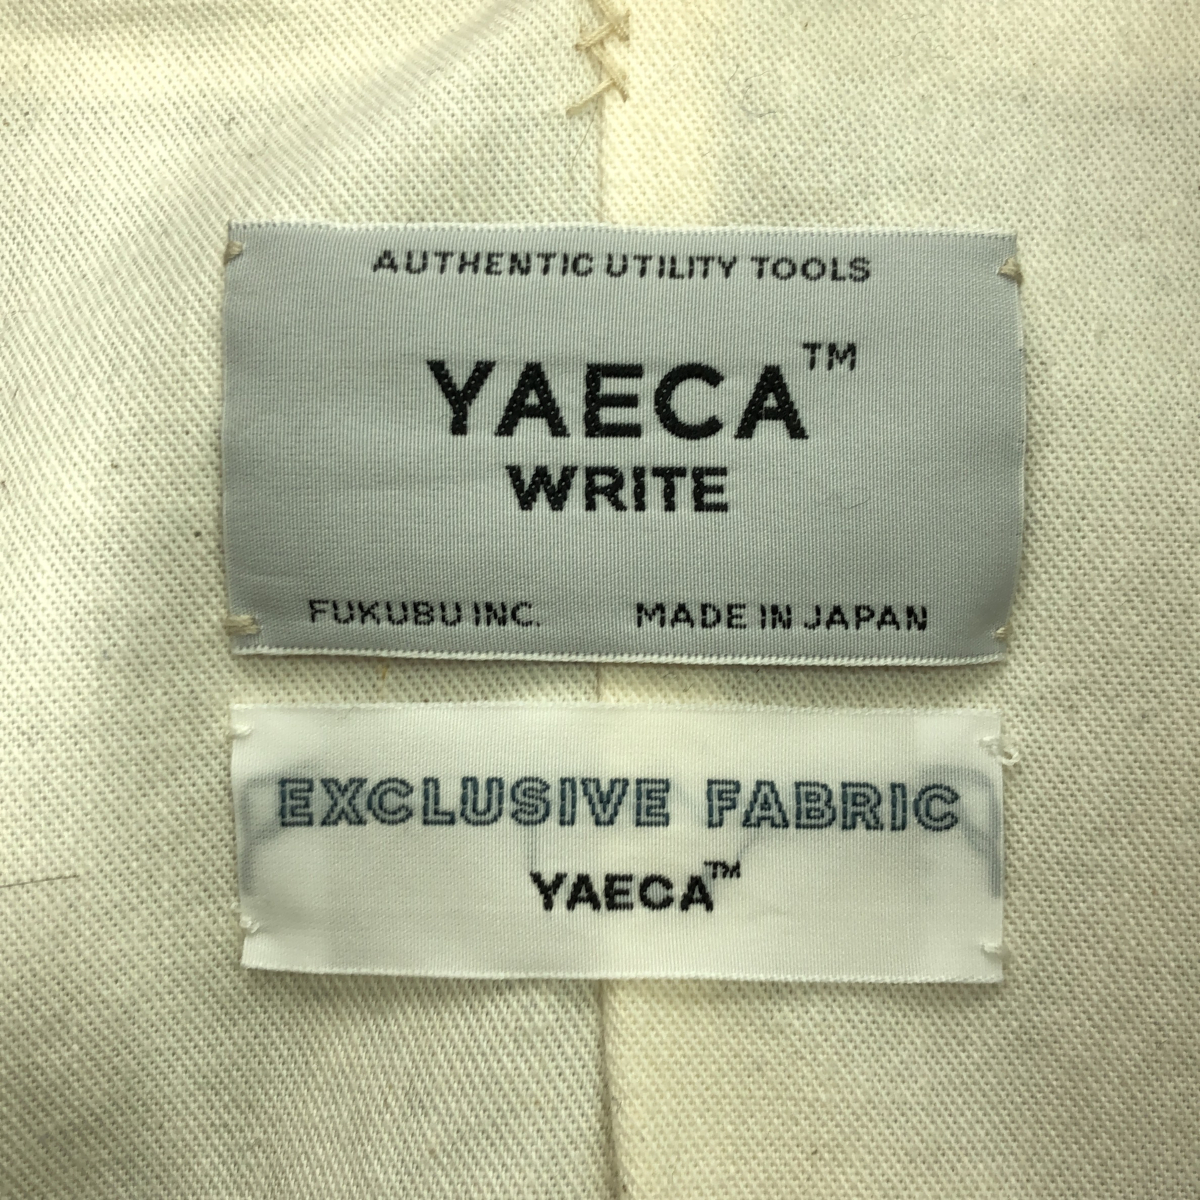 AUTHENTIC UTILITY TOOLS
YAECA™
WRITE
FUKUBU INC. MADE IN JAPAN
EXCLUSIVE FABRIC
YAECA™